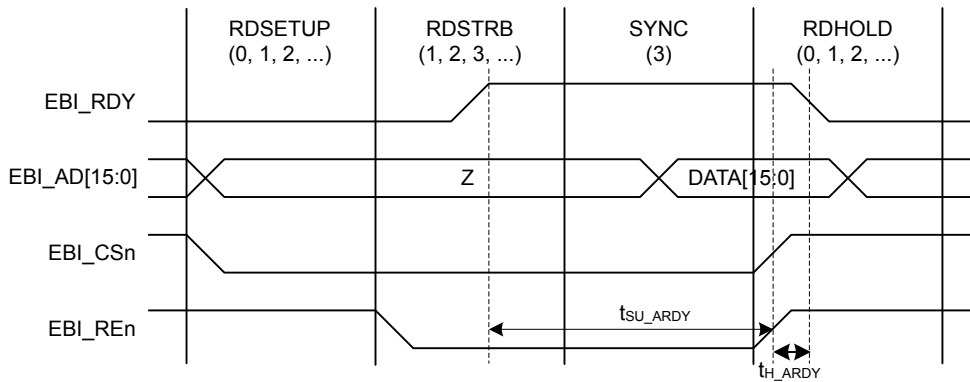 RDSETUP
(0, 1, 2, ...)
RDSTRB
(1, 2, 3, ...)
SYNC
(3)
RDHOLD
(0, 1, 2, ...)
EBI_RDY
EBI_AD[15:0]
Z
DATA[15:0]
EBI_CSn
EBI_REn
tSU_ARDY
tH_ARDY